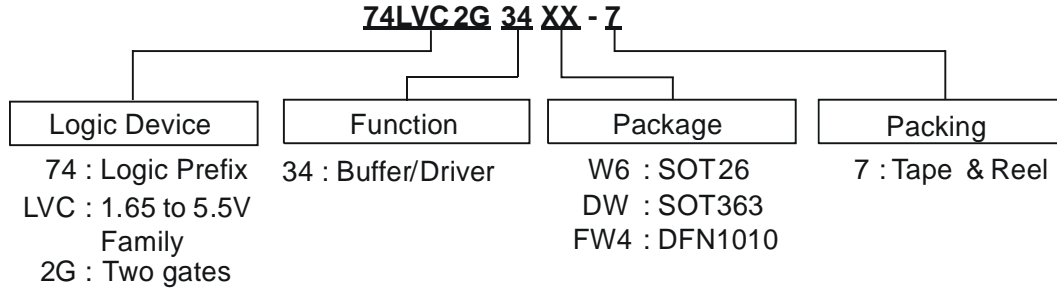 74LVC2G 34 XX - 7
Logic Device
74 : Logic Prefix
LVC : 1.65 to 5.5V
Family
2G : Two gates
Function
34 : Buffer/Driver
Package
W6 : SOT26
DW : SOT363
FW4 : DFN1010
Packing
7 : Tape & Reel